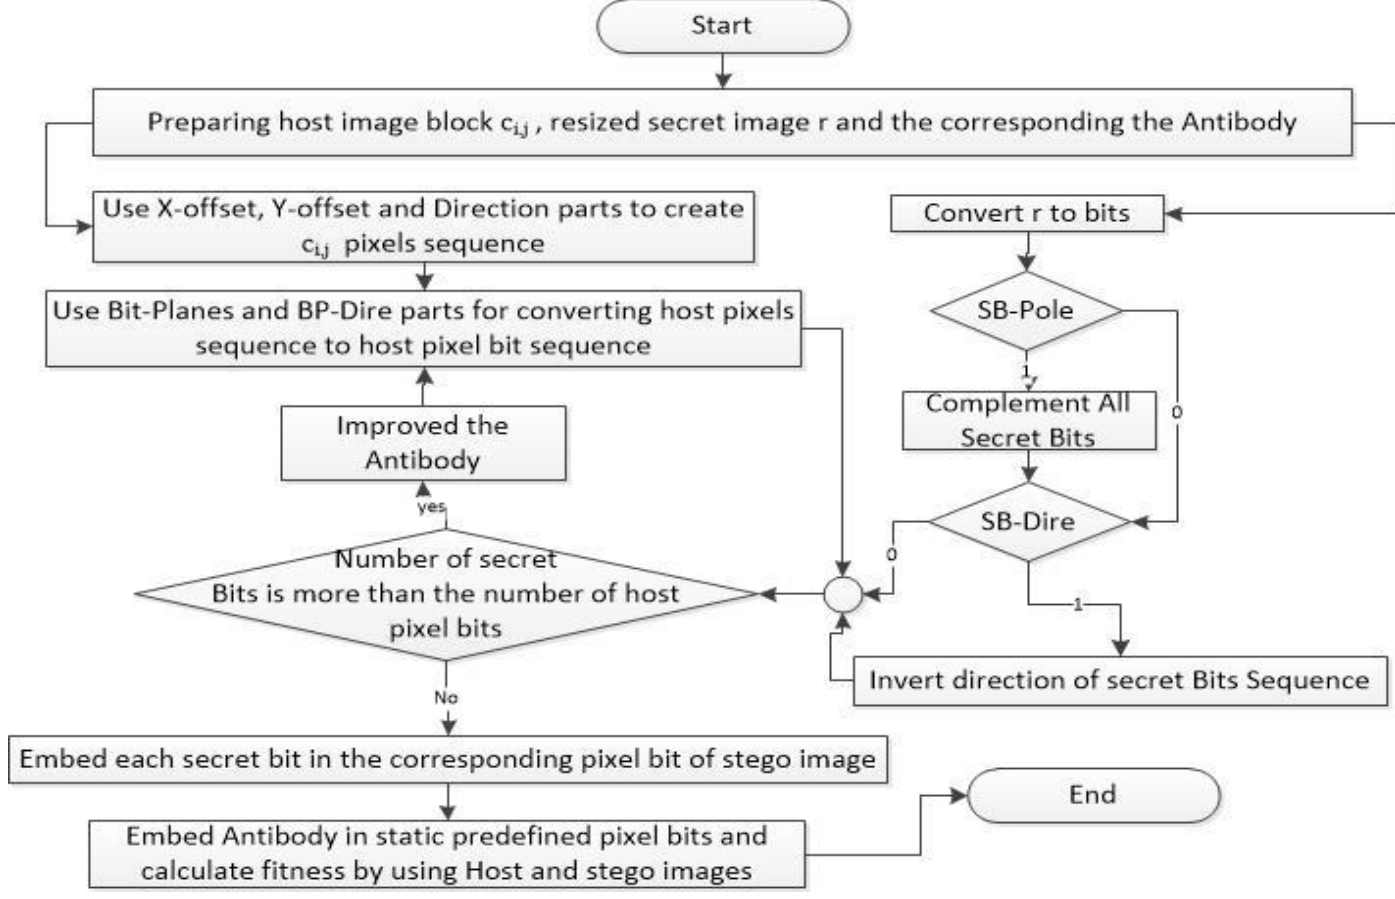 Start
Preparing host image block cᵢ,ⱼ , resized secret image r and the corresponding the Antibody
Use X-offset, Y-offset and Direction parts to create
cᵢ,ⱼ pixels sequence
Convert r to bits
Use Bit-Planes and BP-Dire parts for converting host pixels
sequence to host pixel bit sequence
SB-Pole
1
0
Improved the
Antibody
Complement All
Secret Bits
yes
SB-Dire
0
1
Number of secret
Bits is more than the number of host
pixel bits
Invert direction of secret Bits Sequence
No
Embed each secret bit in the corresponding pixel bit of stego image
End
Embed Antibody in static predefined pixel bits and
calculate fitness by using Host and stego images